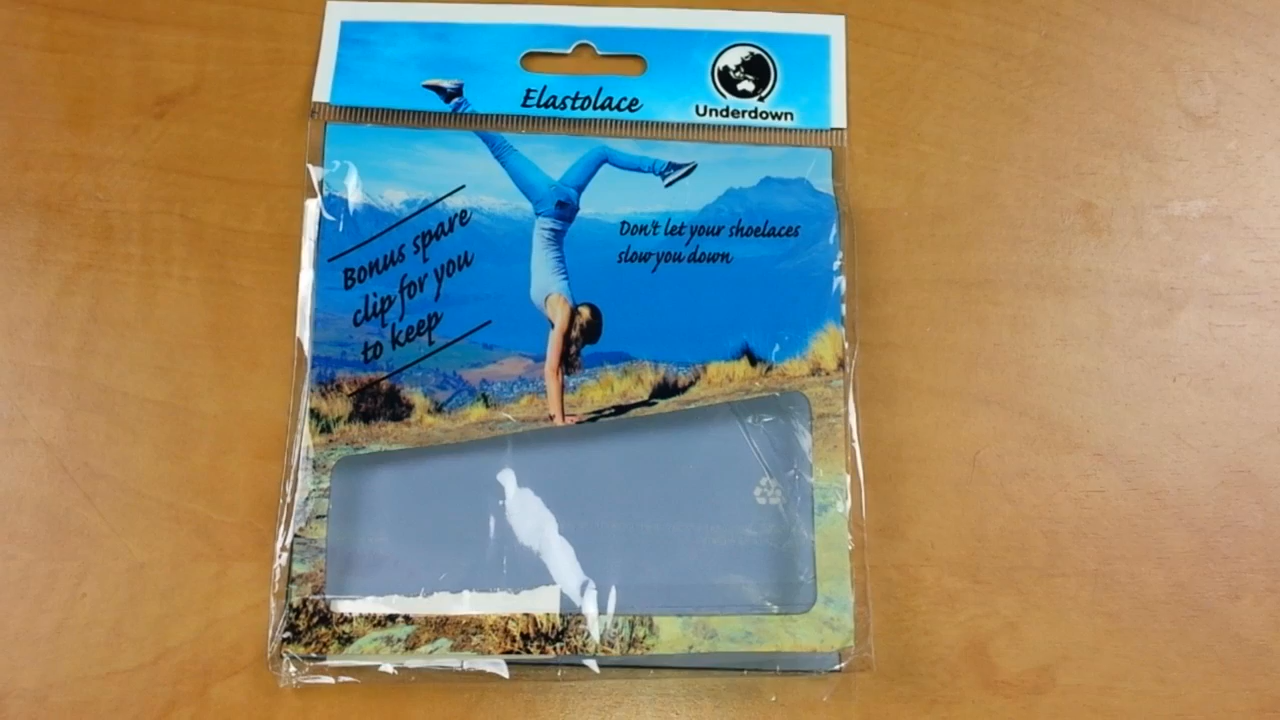 Elastolace
Underdown
Bonus spare
clip for you
to keep
Don't let your shoelaces
slow you down